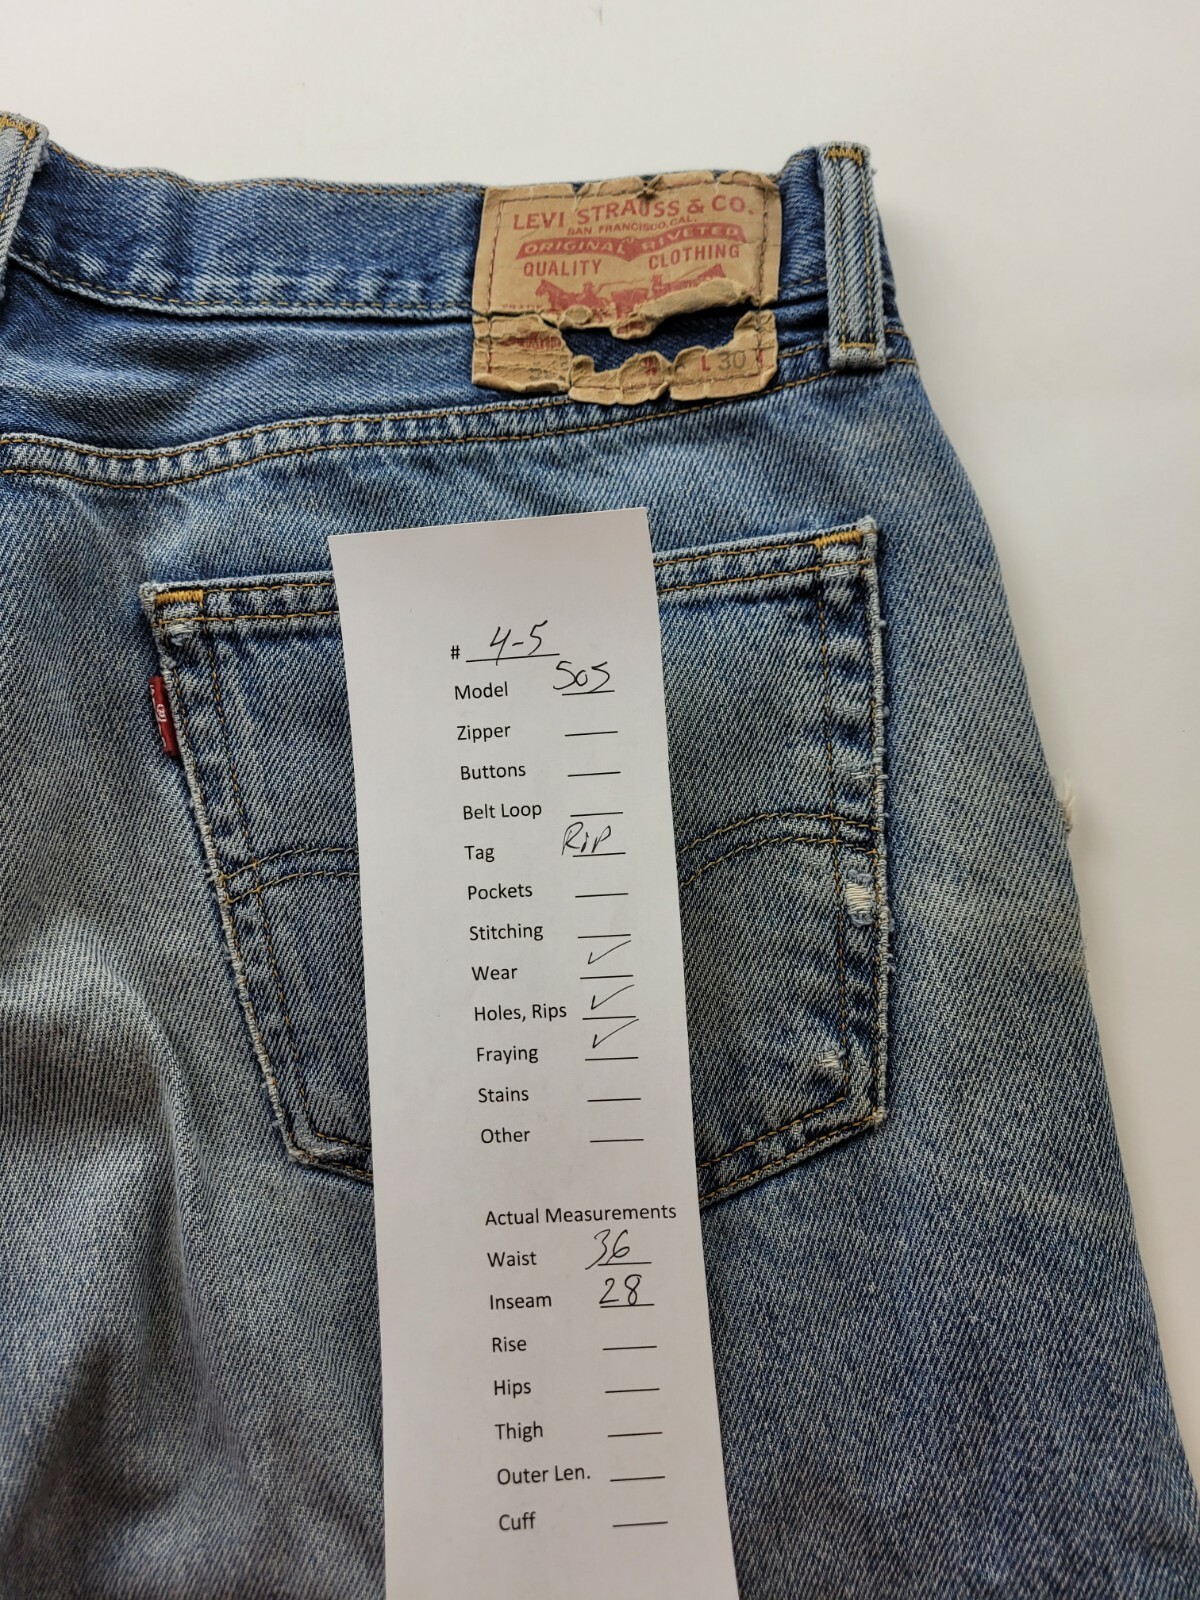 LEVI STRAUSS & CO.
SAN FRANCISCO, CAL.
ORIGINAL RIVETED
QUALITY CLOTHING
L 30
# 4-5
Model 505
Zipper
Buttons
Belt Loop
Tag RIP
Pockets
Stitching
Wear ✓
Holes, Rips ✓
Fraying ✓
Stains
Other
Actual Measurements
Waist 36
Inseam 28
Rise
Hips
Thigh
Outer Len.
Cuff